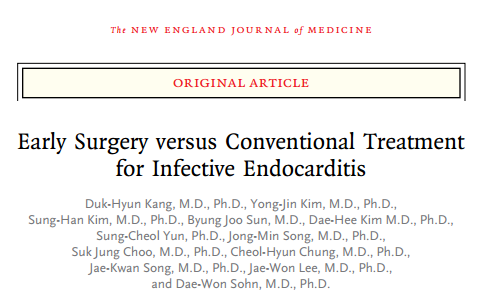 The NEW ENGLAND JOURNAL of MEDICINE
ORIGINAL ARTICLE
Early Surgery versus Conventional Treatment
for Infective Endocarditis
Duk-Hyun Kang, M.D., Ph.D., Yong-Jin Kim, M.D., Ph.D.,
Sung-Han Kim, M.D., Ph.D., Byung Joo Sun, M.D., Dae-Hee Kim M.D., Ph.D.,
Sung-Cheol Yun, Ph.D., Jong-Min Song, M.D., Ph.D.,
Suk Jung Choo, M.D., Ph.D., Cheol-Hyun Chung, M.D., Ph.D.,
Jae-Kwan Song, M.D., Ph.D., Jae-Won Lee, M.D., Ph.D.,
and Dae-Won Sohn, M.D., Ph.D.